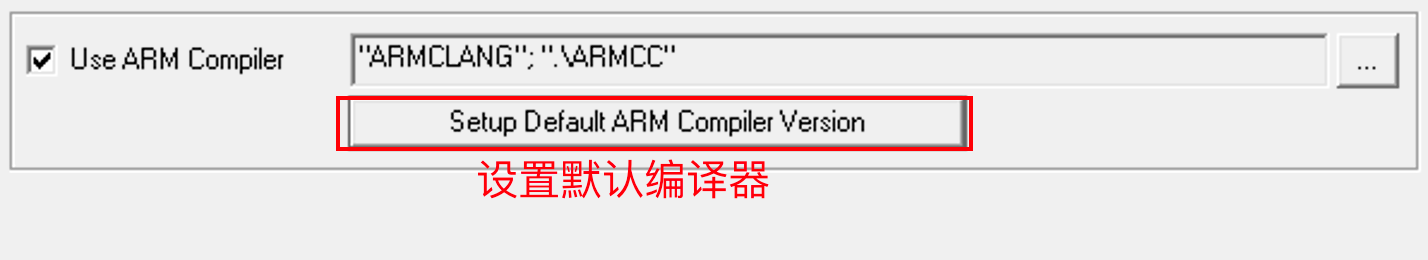 Use ARM Compiler "ARMCLANG"; ".\ARMCC" ...
Setup Default ARM Compiler Version
设置默认编译器